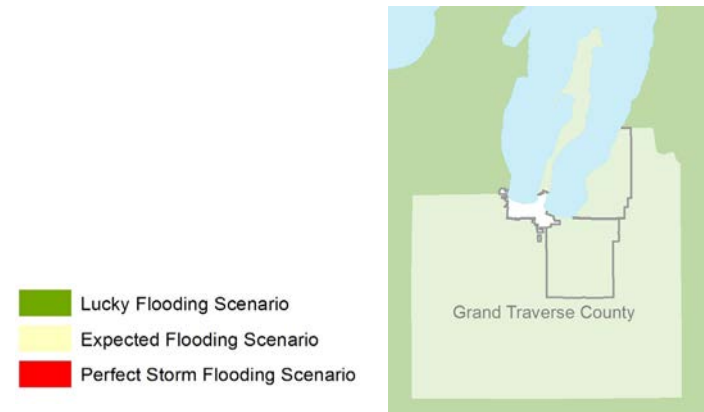 Lucky Flooding Scenario
Expected Flooding Scenario
Perfect Storm Flooding Scenario
Grand Traverse County